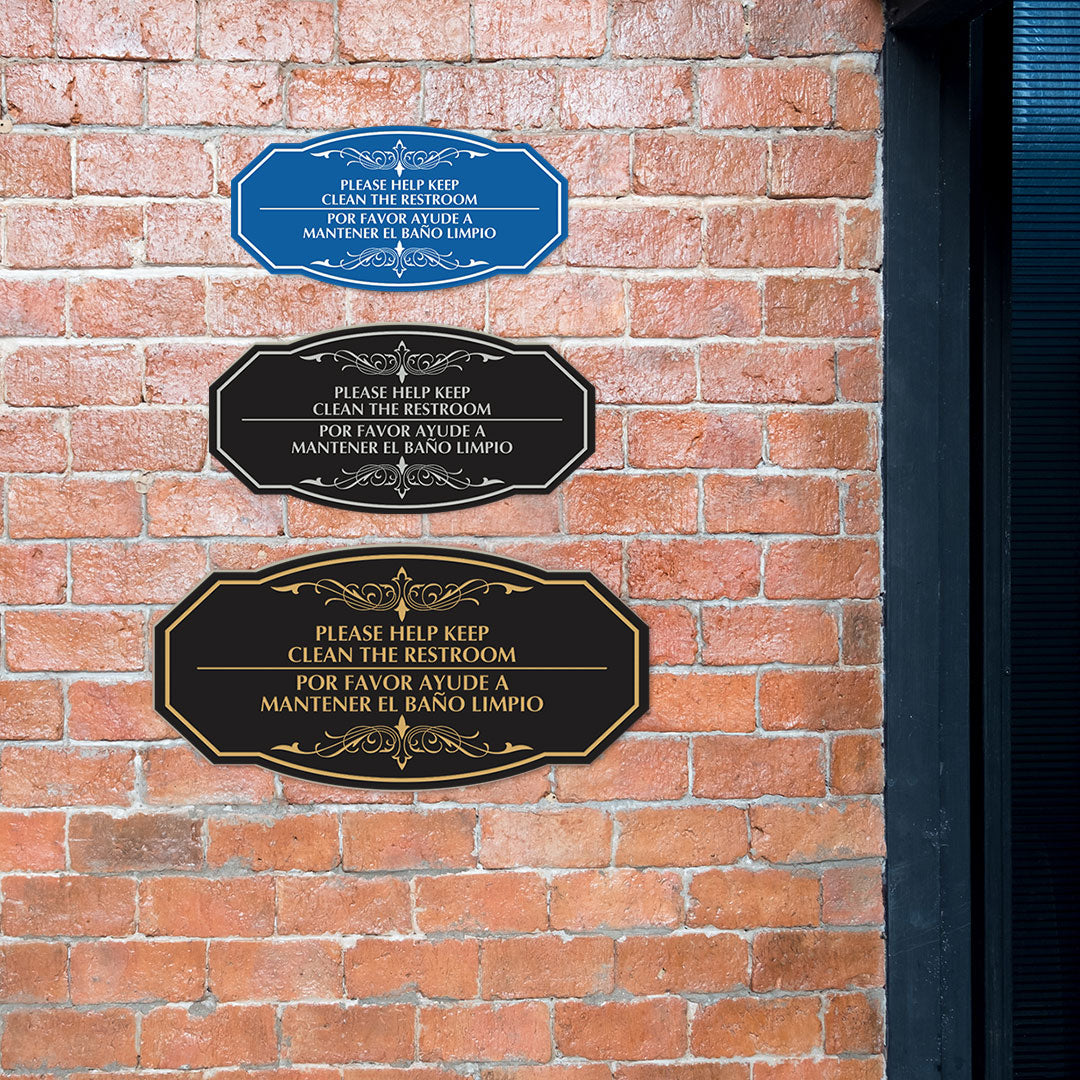 PLEASE HELP KEEP
CLEAN THE RESTROOM
POR FAVOR AYUDE A
MANTENER EL BAÑO LIMPIO
PLEASE HELP KEEP
CLEAN THE RESTROOM
POR FAVOR AYUDE A
MANTENER EL BAÑO LIMPIO
PLEASE HELP KEEP
CLEAN THE RESTROOM
POR FAVOR AYUDE A
MANTENER EL BAÑO LIMPIO